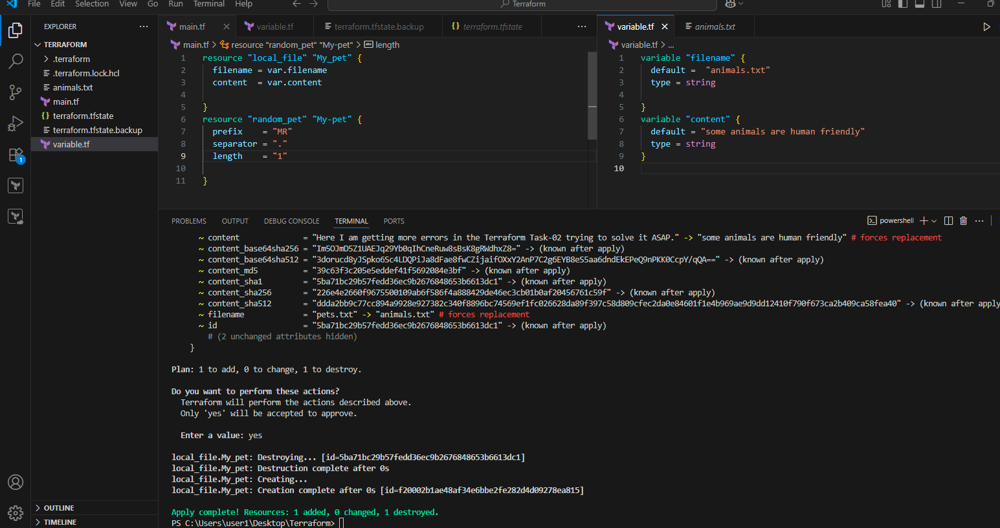 File Edit Selection View Go Run Terminal Help
Terraform
EXPLORER
TERRAFORM
.terraform
.terraform.lock.hcl
animals.txt
main.tf
terraform.tfstate
terraform.tfstate.backup
variable.tf
1
OUTLINE
TIMELINE
main.tf variable.tf terraform.tfstate.backup terraform.tfstate
main.tf > resource "random_pet" "My-pet" > length
1 resource "local_file" "My_pet" {
2 filename = var.filename
3 content = var.content
4
5 }
6 resource "random_pet" "My-pet" {
7 prefix = "MR"
8 separator = "."
9 length = "1"
10
11 }
variable.tf animals.txt
variable.tf > ...
1 variable "filename" {
2 default = "animals.txt"
3 type = string
4
5 }
6 variable "content" {
7 default = "some animals are human friendly"
8 type = string
9 }
10
PROBLEMS OUTPUT DEBUG CONSOLE TERMINAL PORTS
powershell
~ content = "Here I am getting more errors in the Terraform Task-02 trying to solve it ASAP." -> "some animals are human friendly" # forces replacement
~ content_base64sha256 = "Im5OJmD5Z1UAEJq29Yb0qIhCneRuw8sBsK8gRWdhxZ8=" -> (known after apply)
~ content_base64sha512 = "3dorucd8yJSpko6Sc4LDQPiJa8dFae8fwCZijaifOXxY2AnP7C2g6EYB8eS5aa6dndEkEPeQ9nPKK0CcpY/qQA==" -> (known after apply)
~ content_md5 = "39c63f3c205e5eddef41f5692084e3bf" -> (known after apply)
~ content_sha1 = "5ba71bc29b57fedd36ec9b2676848653b6613dc1" -> (known after apply)
~ content_sha256 = "226e4e2660f9675500109ab6f586f4a888429de46ec3cb01b0af20456761c59f" -> (known after apply)
~ content_sha512 = "ddda2bb9c77cc894a9928e927382c340f8896bc74569ef1fc026628da89f397c58d809cfec2da0e84601f1e4b969ae9d9dd12410f790f673ca2b409ca58fea40" -> (known after apply
~ filename = "pets.txt" -> "animals.txt" # forces replacement
~ id = "5ba71bc29b57fedd36ec9b2676848653b6613dc1" -> (known after apply)
# (2 unchanged attributes hidden)
}
Plan: 1 to add, 0 to change, 1 to destroy.
Do you want to perform these actions?
Terraform will perform the actions described above.
Only 'yes' will be accepted to approve.
Enter a value: yes
local_file.My_pet: Destroying... [id=5ba71bc29b57fedd36ec9b2676848653b6613dc1]
local_file.My_pet: Destruction complete after 0s
local_file.My_pet: Creating...
local_file.My_pet: Creation complete after 0s [id=f20002b1ae48af34e6bbe2fe282d4d09278ea815]
Apply complete! Resources: 1 added, 0 changed, 1 destroyed.
PS C:\Users\user1\Desktop\Terraform>